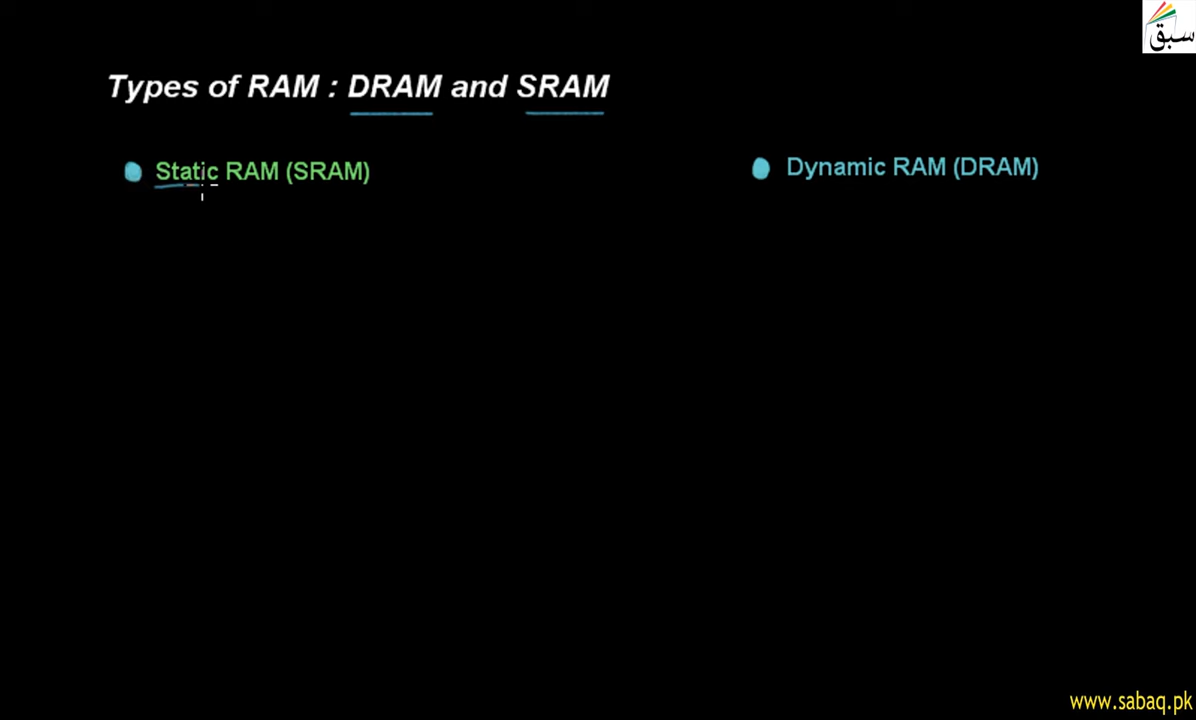 سبق
Types of RAM : DRAM and SRAM
Static RAM (SRAM)
Dynamic RAM (DRAM)
www.sabaq.pk